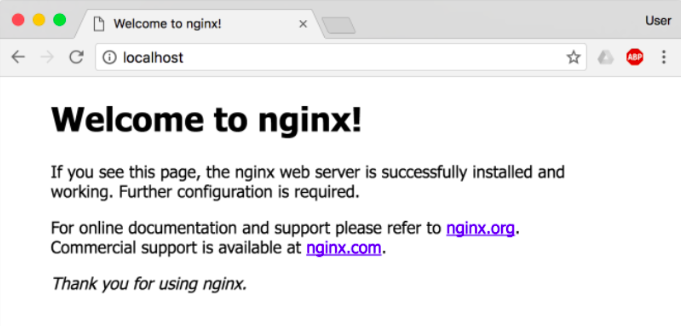 Welcome to nginx!
User
localhost
ABP
Welcome to nginx!
If you see this page, the nginx web server is successfully installed and
working. Further configuration is required.
For online documentation and support please refer to nginx.org.
Commercial support is available at nginx.com.
Thank you for using nginx.